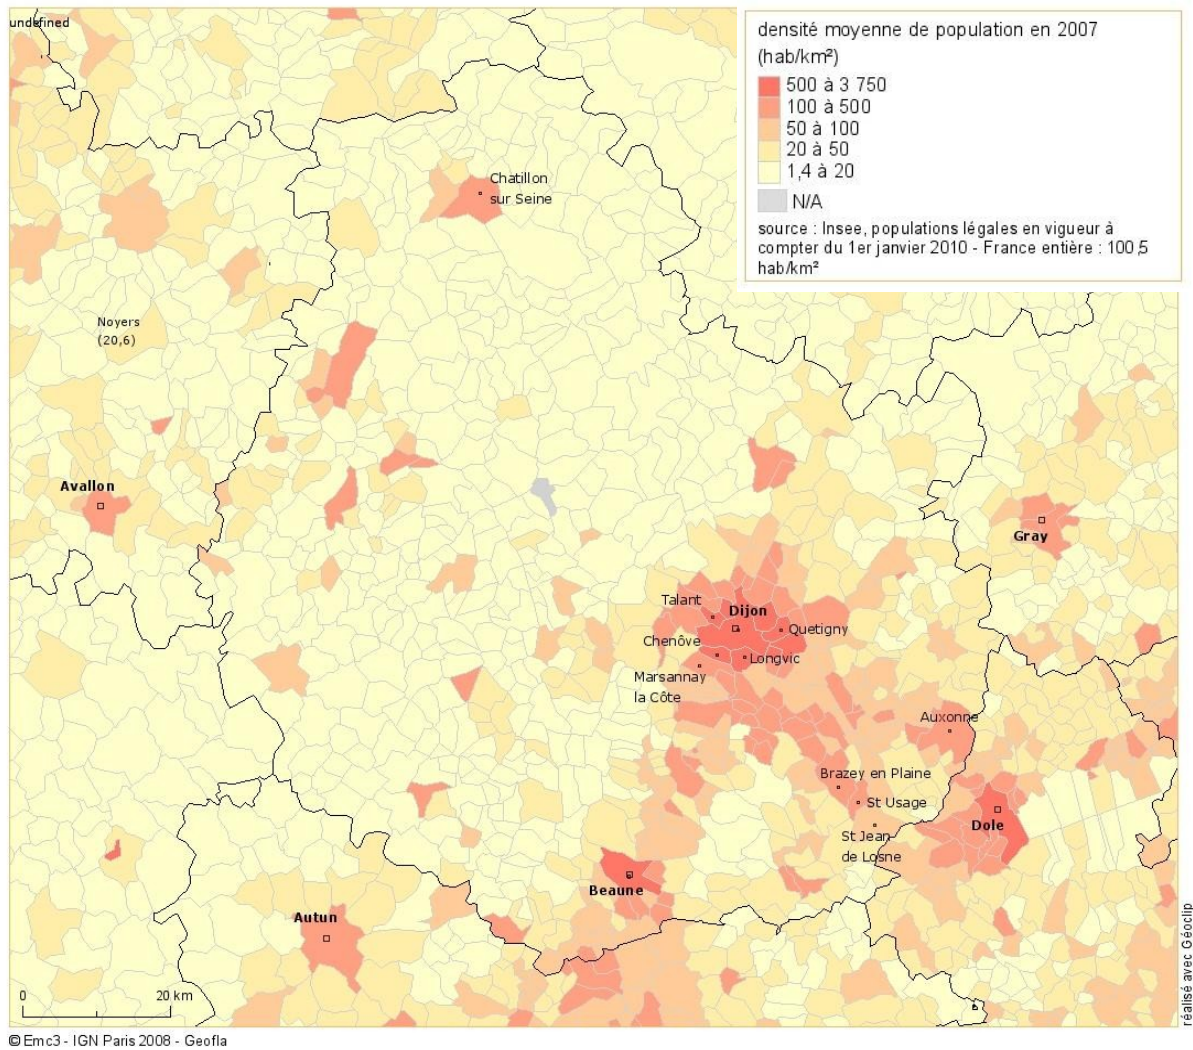 undefined
densité moyenne de population en 2007
(hab/km²)
500 à 3 750
100 à 500
50 à 100
20 à 50
1,4 à 20
N/A
source : Insee, populations légales en vigueur à
compter du 1er janvier 2010 - France entière : 100,5
hab/km²
Chatillon
sur Seine
Noyers
(20,6)
Avallon
Gray
Talant
Dijon
Quetigny
Chenôve
Longvic
Marsannay
la Côte
Auxonne
Brazey en Plaine
St Usage
Dole
St Jean
de Losne
Beaune
Autun
0
20 km
réalisé avec Géoclip
© Emc3 - IGN Paris 2008 - Geofla